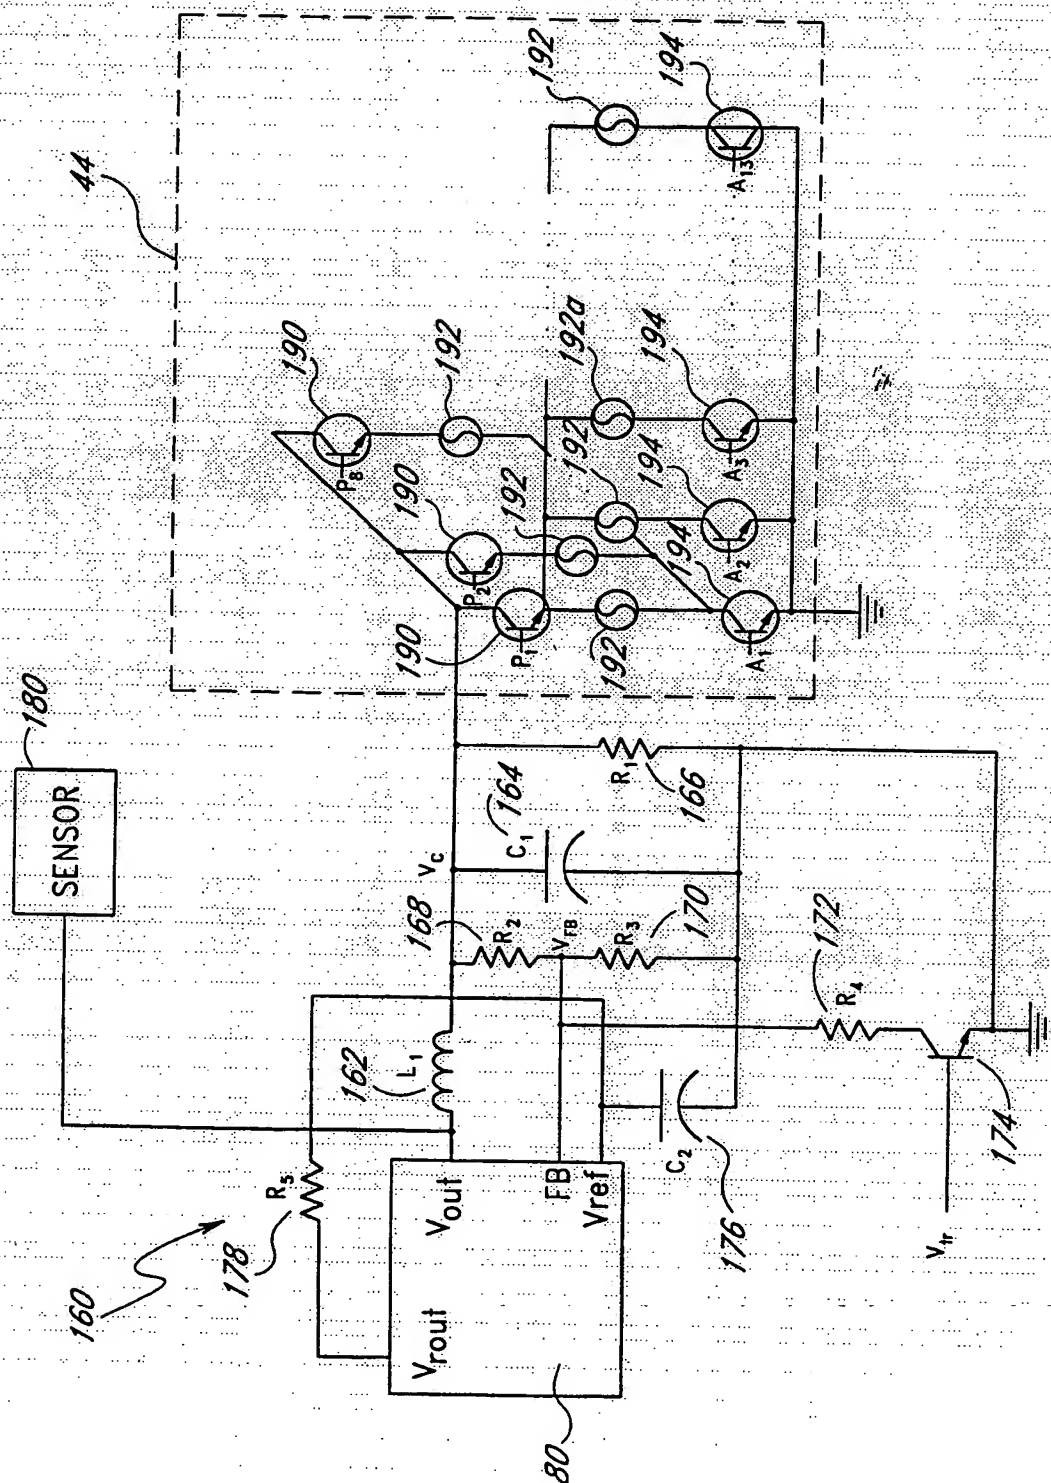 44
192
194
A13
190
192
192a
194
P8
190
192
192
194
A3
P2
194
A2
190
P1
192
A1
180
SENSOR
Vc
C1
164
R1
166
168
R2
VFB
R3
170
172
R4
162
L1
160
178
R5
Vrout
Vout
FB
Vref
80
C2
176
Vtr
174